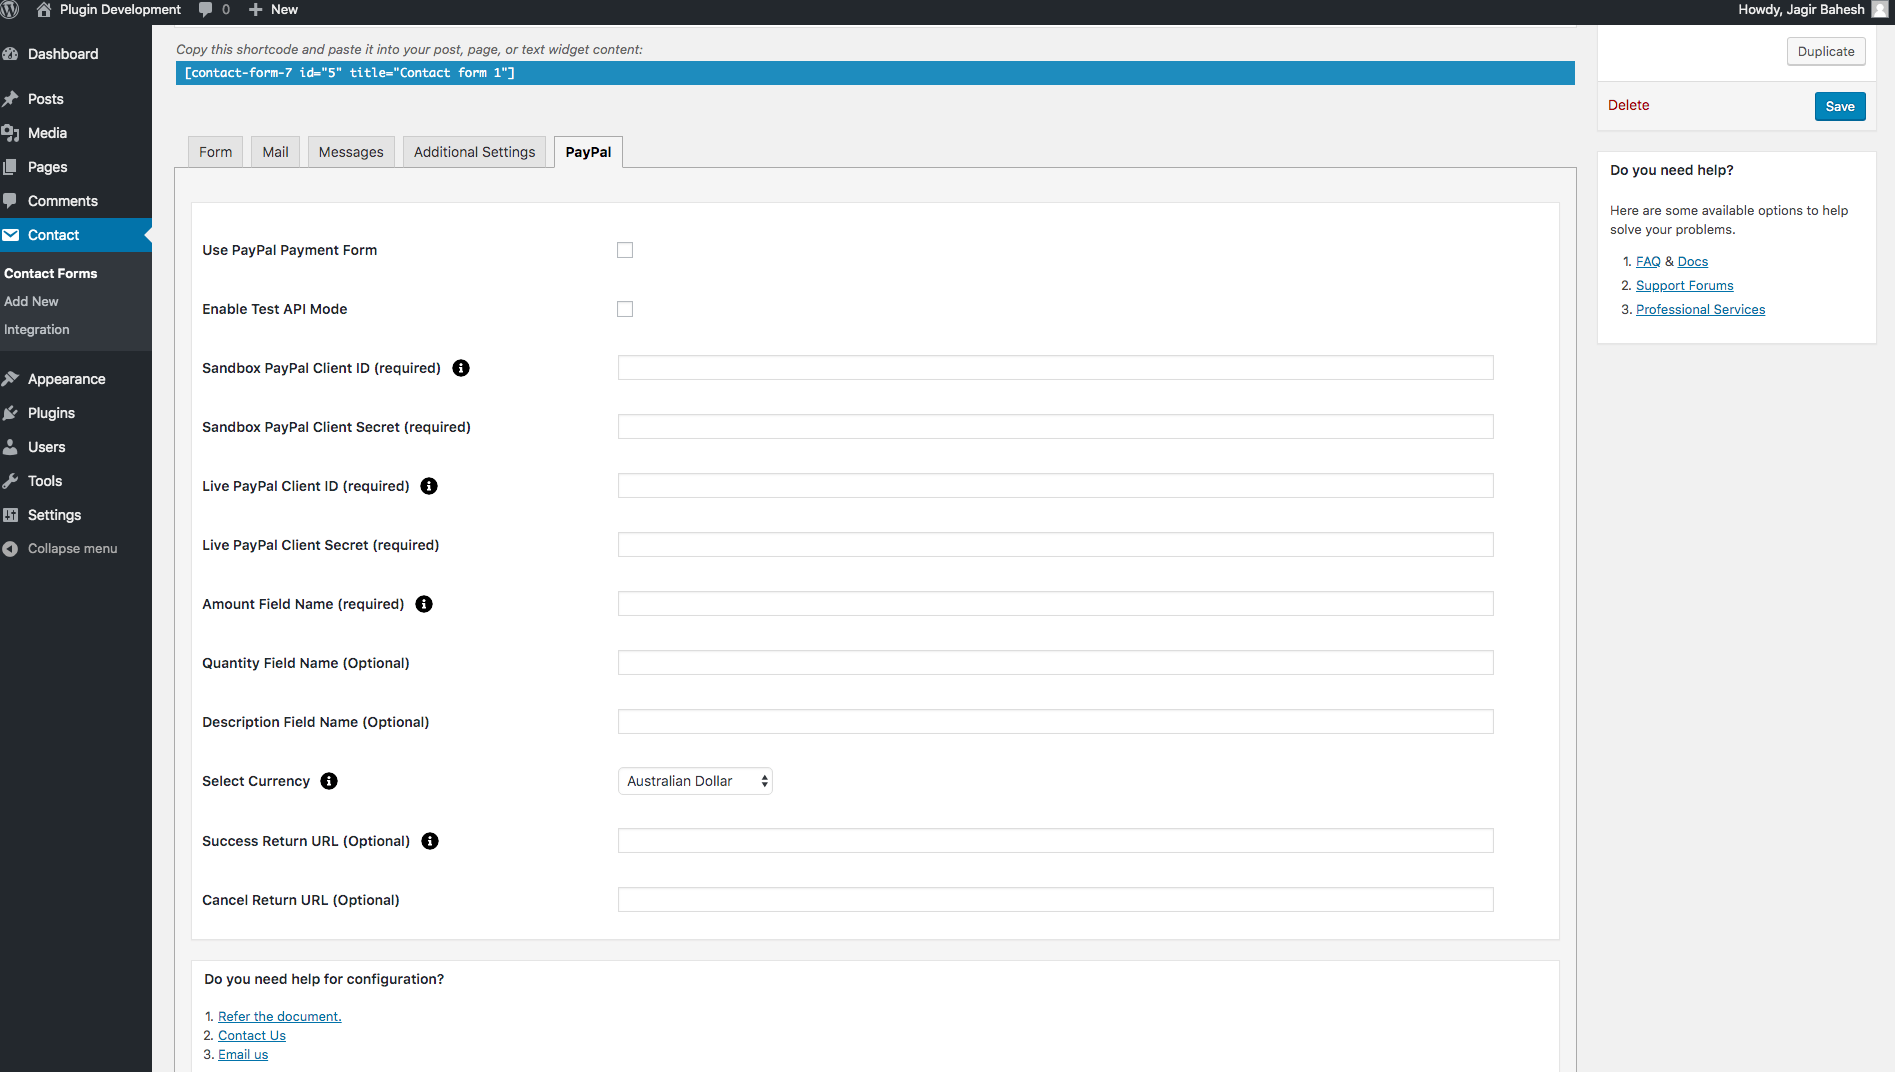 Plugin Development 0 New Howdy, Jagir Bahesh
Dashboard
Posts
Media
Pages
Comments
Contact
Contact Forms
Add New
Integration
Appearance
Plugins
Users
Tools
Settings
Collapse menu
Copy this shortcode and paste it into your post, page, or text widget content:
[contact-form-7 id="5" title="Contact form 1"]
Form Mail Messages Additional Settings PayPal
Use PayPal Payment Form
Enable Test API Mode
Sandbox PayPal Client ID (required)
Sandbox PayPal Client Secret (required)
Live PayPal Client ID (required)
Live PayPal Client Secret (required)
Amount Field Name (required)
Quantity Field Name (Optional)
Description Field Name (Optional)
Select Currency Australian Dollar
Success Return URL (Optional)
Cancel Return URL (Optional)
Do you need help for configuration?
1. Refer the document.
2. Contact Us
3. Email us
Duplicate
Delete Save
Do you need help?
Here are some available options to help
solve your problems.
1. FAQ & Docs
2. Support Forums
3. Professional Services